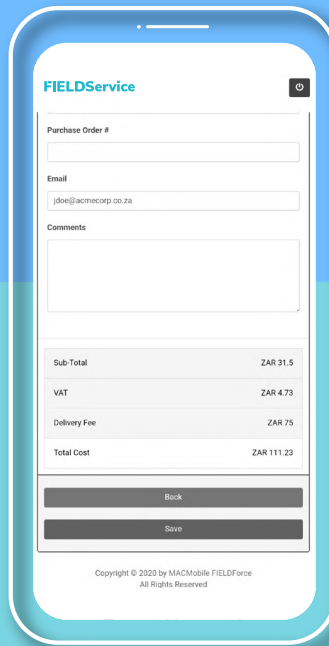 FIELDService
Purchase Order #
Email
jdoe@acmecorp.co.za
Comments
Sub-Total ZAR 31.5
VAT ZAR 4.73
Delivery Fee ZAR 75
Total Cost ZAR 111.23
Back
Save
Copyright © 2020 by MACMobile FIELDForce
All Rights Reserved